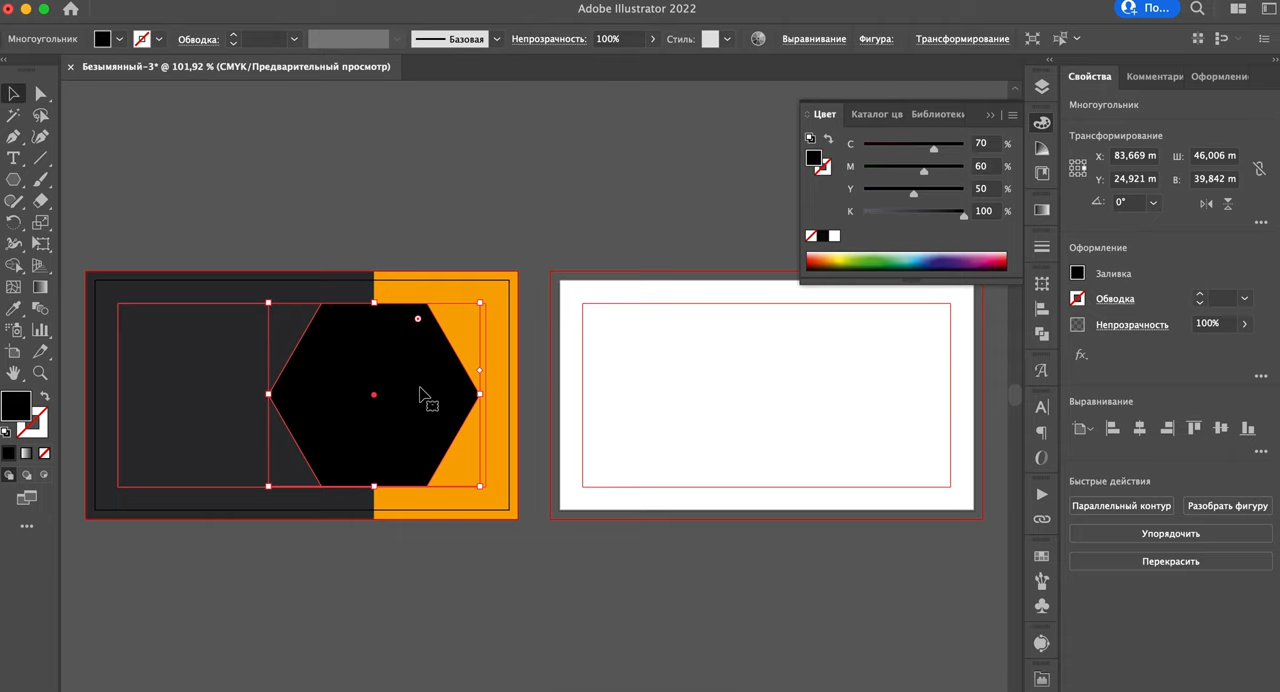 Adobe Illustrator 2022
По...
Многоугольник
Обводка:
Базовая
Непрозрачность:
100%
Стиль:
Выравнивание
Фигура:
Трансформирование
× Безымянный-3* @ 101,92 % (CMYK/Предварительный просмотр)
Цвет
Каталог цв
Библиотеки
C 70 %
M 60 %
Y 50 %
K 100 %
Свойства
Комментари
Оформлени
Многоугольник
Трансформирование
X: 83,669 m
Ш: 46,006 m
Y: 24,921 m
В: 39,842 m
0°
Оформление
Заливка
Обводка
Непрозрачность
100%
fx.
Выравнивание
Быстрые действия
Параллельный контур
Разобрать фигуру
Упорядочить
Перекрасить